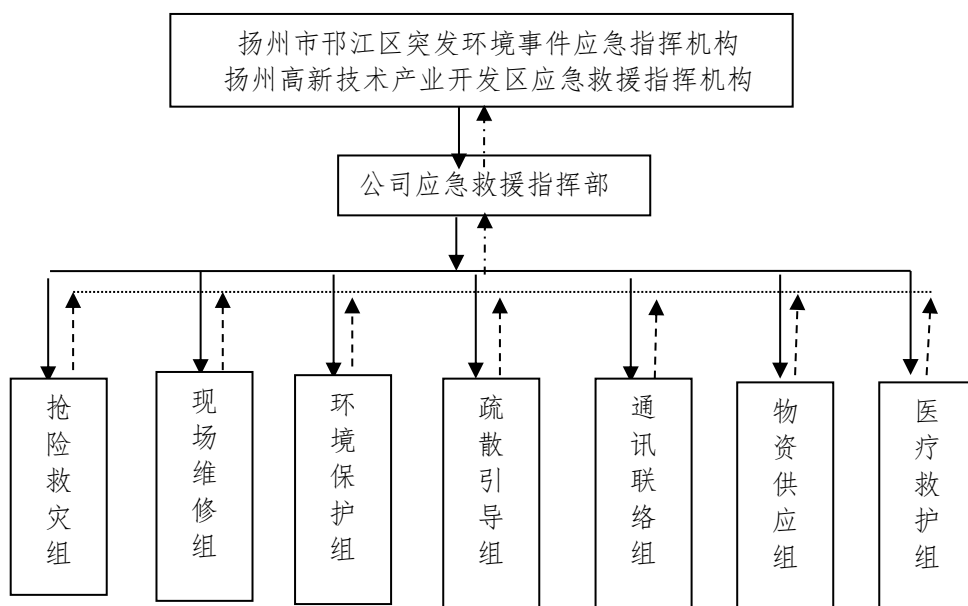 扬州市邗江区突发环境事件应急指挥机构
扬州高新技术产业开发区应急救援指挥机构
公司应急救援指挥部
抢险救灾组
现场维修组
环境保护组
疏散引导组
通讯联络组
物资供应组
医疗救护组